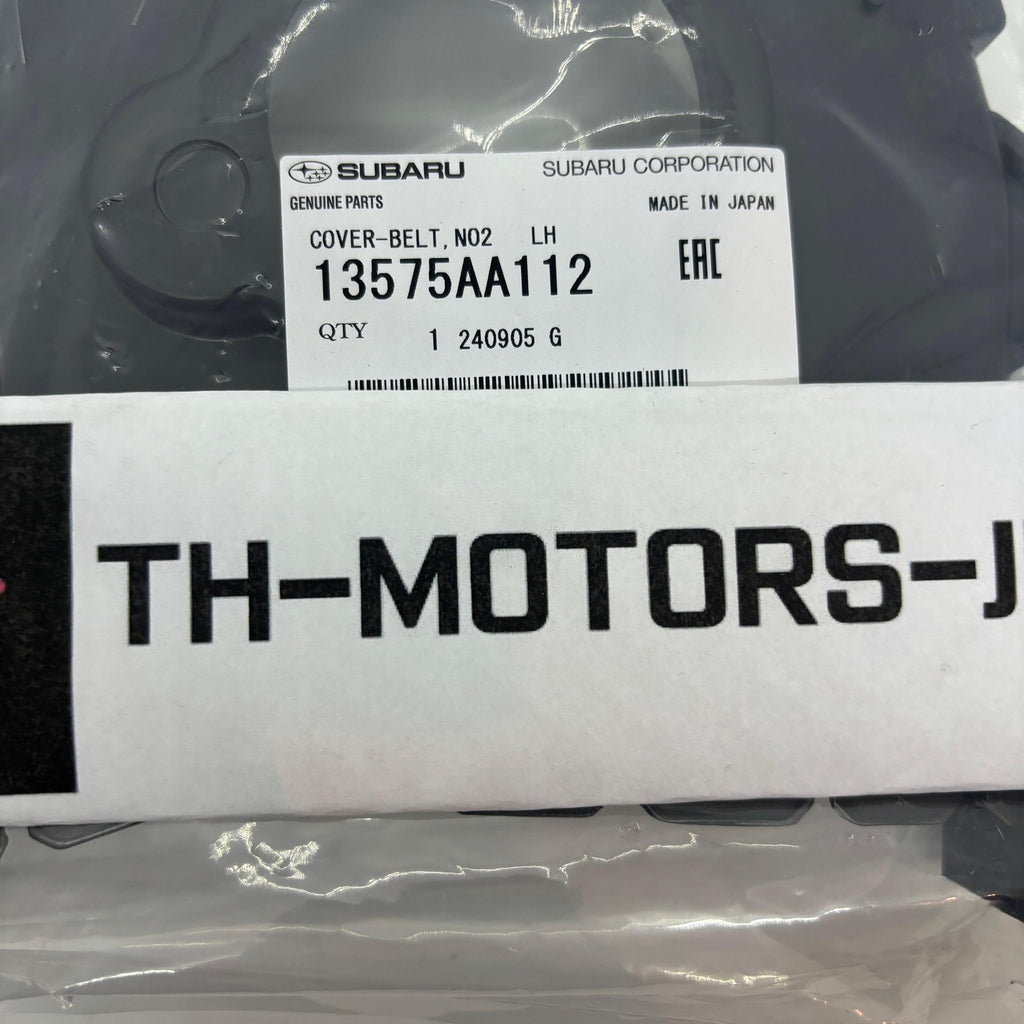 SUBARU SUBARU CORPORATION
GENUINE PARTS MADE IN JAPAN
COVER-BELT,NO2 LH
13575AA112 EAC
QTY 1 240905 G
TH-MOTORS-J